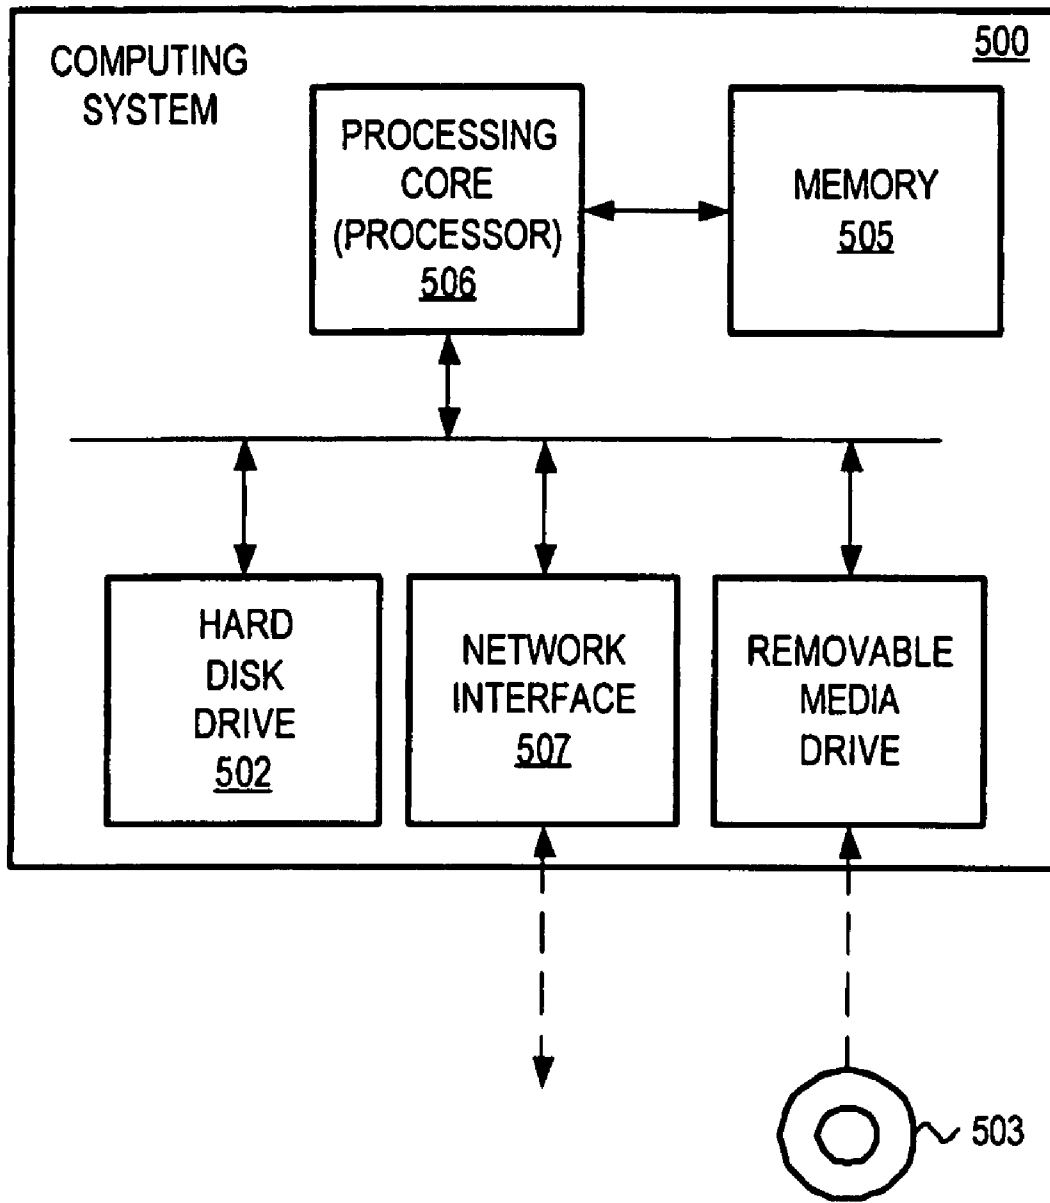 500
COMPUTING
SYSTEM
PROCESSING
CORE
(PROCESSOR)
506
MEMORY
505
HARD
DISK
DRIVE
502
NETWORK
INTERFACE
507
REMOVABLE
MEDIA
DRIVE
503